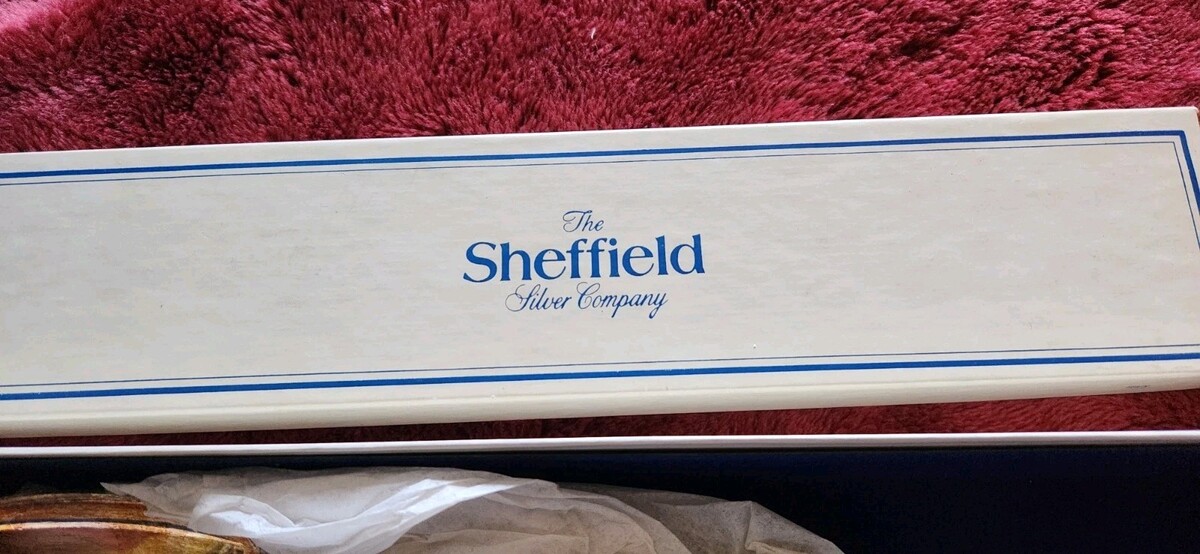 The
Sheffield
Silver Company